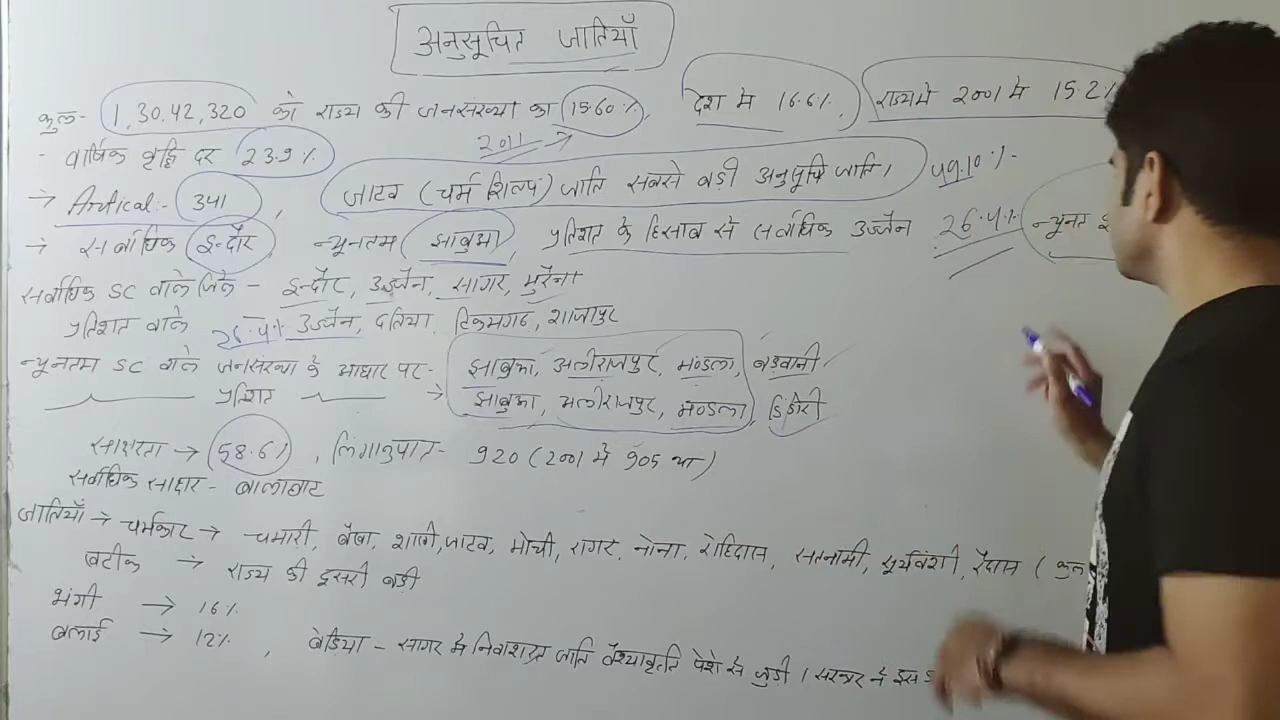 अनुसूचित जातियाँ
कुल- 1,30,42,320 को राज्य की जनसंख्या का 15.60%, देश में 16.6%, राज्य में 2001 में 15.2%
- वार्षिक वृद्धि दर 23.9% 2011 →
→ Artical:- 341, जाटव (चर्म शिल्प) जाति सबसे बड़ी अनुसूचि जाति। 49.10%-
→ सर्वाधिक इन्दौर न्यूनतम झाबुआ, प्रतिशत के हिसाब से सर्वाधिक उज्जैन 26.4%
सर्वाधिक SC वाले जिले - इन्दौर, उज्जैन, सागर, मुरैना
प्रतिशत वाले 26.4% उज्जैन, दतिया, टिकमगढ, शाजापुर
न्यूनतम SC वाले जनसंख्या के आधार पर- झाबुआ, अलीराजपुर, मण्डला, बड़वानी
प्रतिशत → झाबुआ, अलीराजपुर, मण्डला, डिंडोरी
साक्षरता → 58.6%, लिंगानुपात- 920 (2001 में 905 था)
सर्वाधिक साक्षर - बालाघाट
जातियाँ → चर्मकार → चमारी, जाटव, मोची, रागर, नोना, रोहिदास, सतनामी, सूर्यवंशी, रैदास (कुल
खटीक → राज्य की दूसरी बड़ी
भंगी → 16%
बलाई → 12%, बेडिया - सागर में निवासरत जाति वैश्यावृत्ति पेशे से जुड़ी। सरकार ने इस